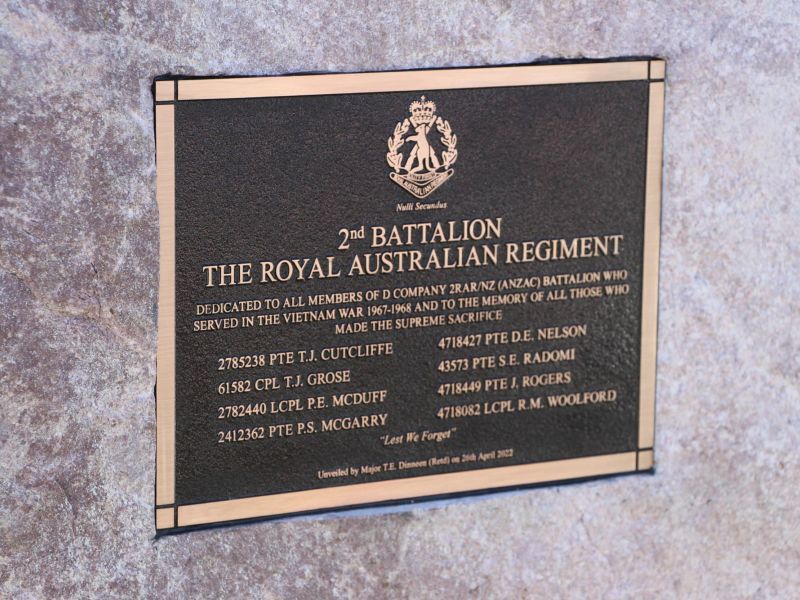 Nulli Secundus
2nd BATTALION
THE ROYAL AUSTRALIAN REGIMENT
DEDICATED TO ALL MEMBERS OF D COMPANY 2RAR/NZ (ANZAC) BATTALION WHO
SERVED IN THE VIETNAM WAR 1967-1968 AND TO THE MEMORY OF ALL THOSE WHO
MADE THE SUPREME SACRIFICE
2785238 PTE T.J. CUTCLIFFE
61582 CPL T.J. GROSE
2782440 LCPL P.E. MCDUFF
2412362 PTE P.S. MCGARRY
4718427 PTE D.E. NELSON
43573 PTE S.E. RADOMI
4718449 PTE J, ROGERS
4718082 LCPL R.M. WOOLFORD
"Lest We Forget"
Unveiled by Major T.E. Dinneen (Retd) on 26th April 2022